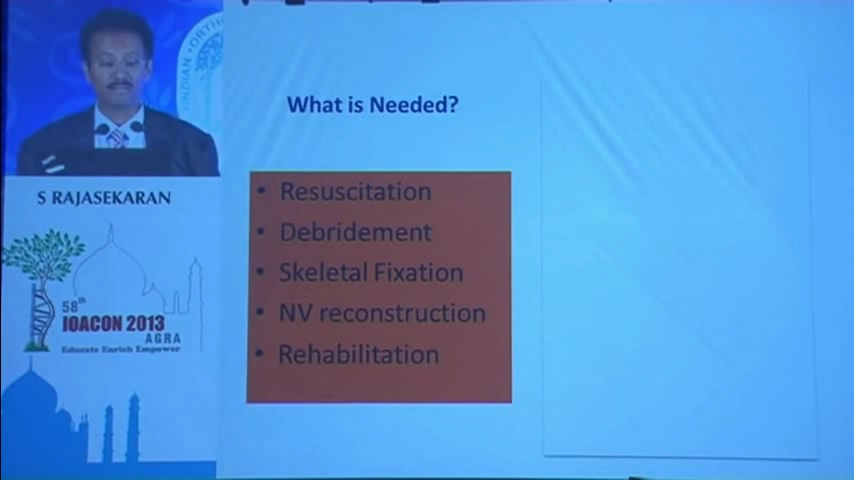 INDIAN · ORTHO
What is Needed?
• Resuscitation
• Debridement
• Skeletal Fixation
• NV reconstruction
• Rehabilitation
S RAJASEKARAN
58th
IOACON 2013
AGRA
Educate Enrich Empower